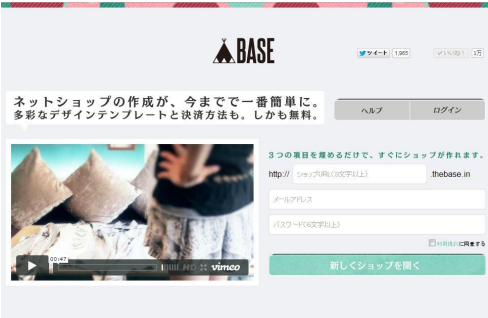 BASE
ツイート 1,965 いいね！ 1万
ネットショップの作成が、今までで一番簡単に。
多彩なデザインテンプレートと決済方法も。しかも無料。
ヘルプ ログイン
3つの項目を埋めるだけで、すぐにショップが作れます。
http:// ショップURL(3文字以上) .thebase.in
メールアドレス
パスワード(6文字以上)
利用規約に同意する
新しくショップを開く
00:47
HD vimeo